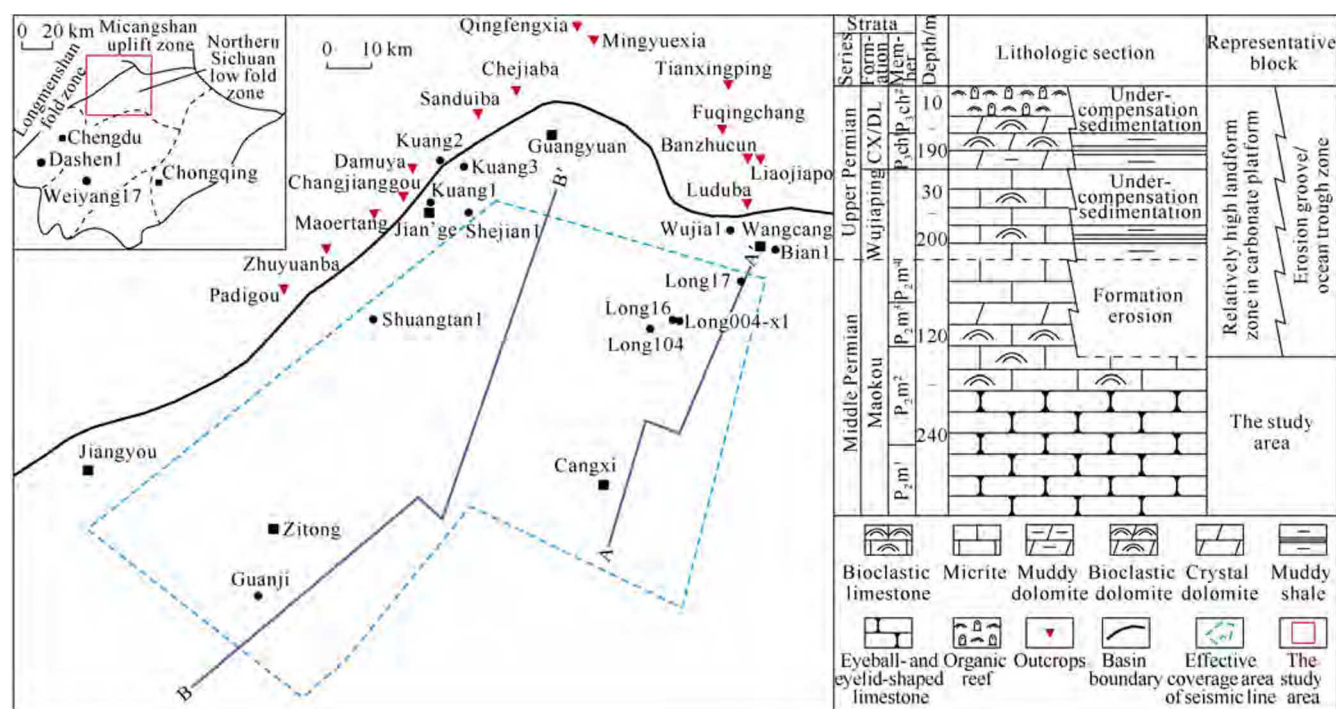 0 20 km
Micangshan
uplift zone
Northern
Sichuan
low fold
zone
Longmenshan
fold zone
Chengdu
Dashen1
Weiyang17
Chongqing
0 10 km
Qingfengxia
Mingyuexia
Chejiaba
Tianxingping
Sanduiba
Fuqingchang
Kuang2
Guangyuan
Banzhucun
Damuya
Kuang3
Liaojiapo
Changjianggou
Kuang1
B'
Luduba
Maoertang
Jian'ge
Shejian1
Wujia1
Wangcang
Zhuyuanba
A'
Bian1
Padigou
Long17
Shuangtan1
Long16
Long004-x1
Long104
Jiangyou
Cangxi
Zitong
A
Guanji
B
Strata
Series
Formation
Member
Depth/m
Lithologic section
Representative
block
Upper Permian
CX/DL
P₃ch²
P₃ch¹
Wujiaping
Middle Permian
Maokou
P₂m⁴
P₂m³
P₂m²
P₂m¹
10
-
190
30
-
200
120
-
240
Under-
compensation
sedimentation
Under-
compensation
sedimentation
Formation
erosion
Relatively high landform
zone in carbonate platform
Erosion groove/
ocean trough zone
The study
area
Bioclastic
limestone
Micrite
Muddy
dolomite
Bioclastic
dolomite
Crystal
dolomite
Muddy
shale
Eyeball- and
eyelid-shaped
limestone
Organic
reef
Outcrops
Basin
boundary
Effective
coverage area
of seismic line
The
study
area